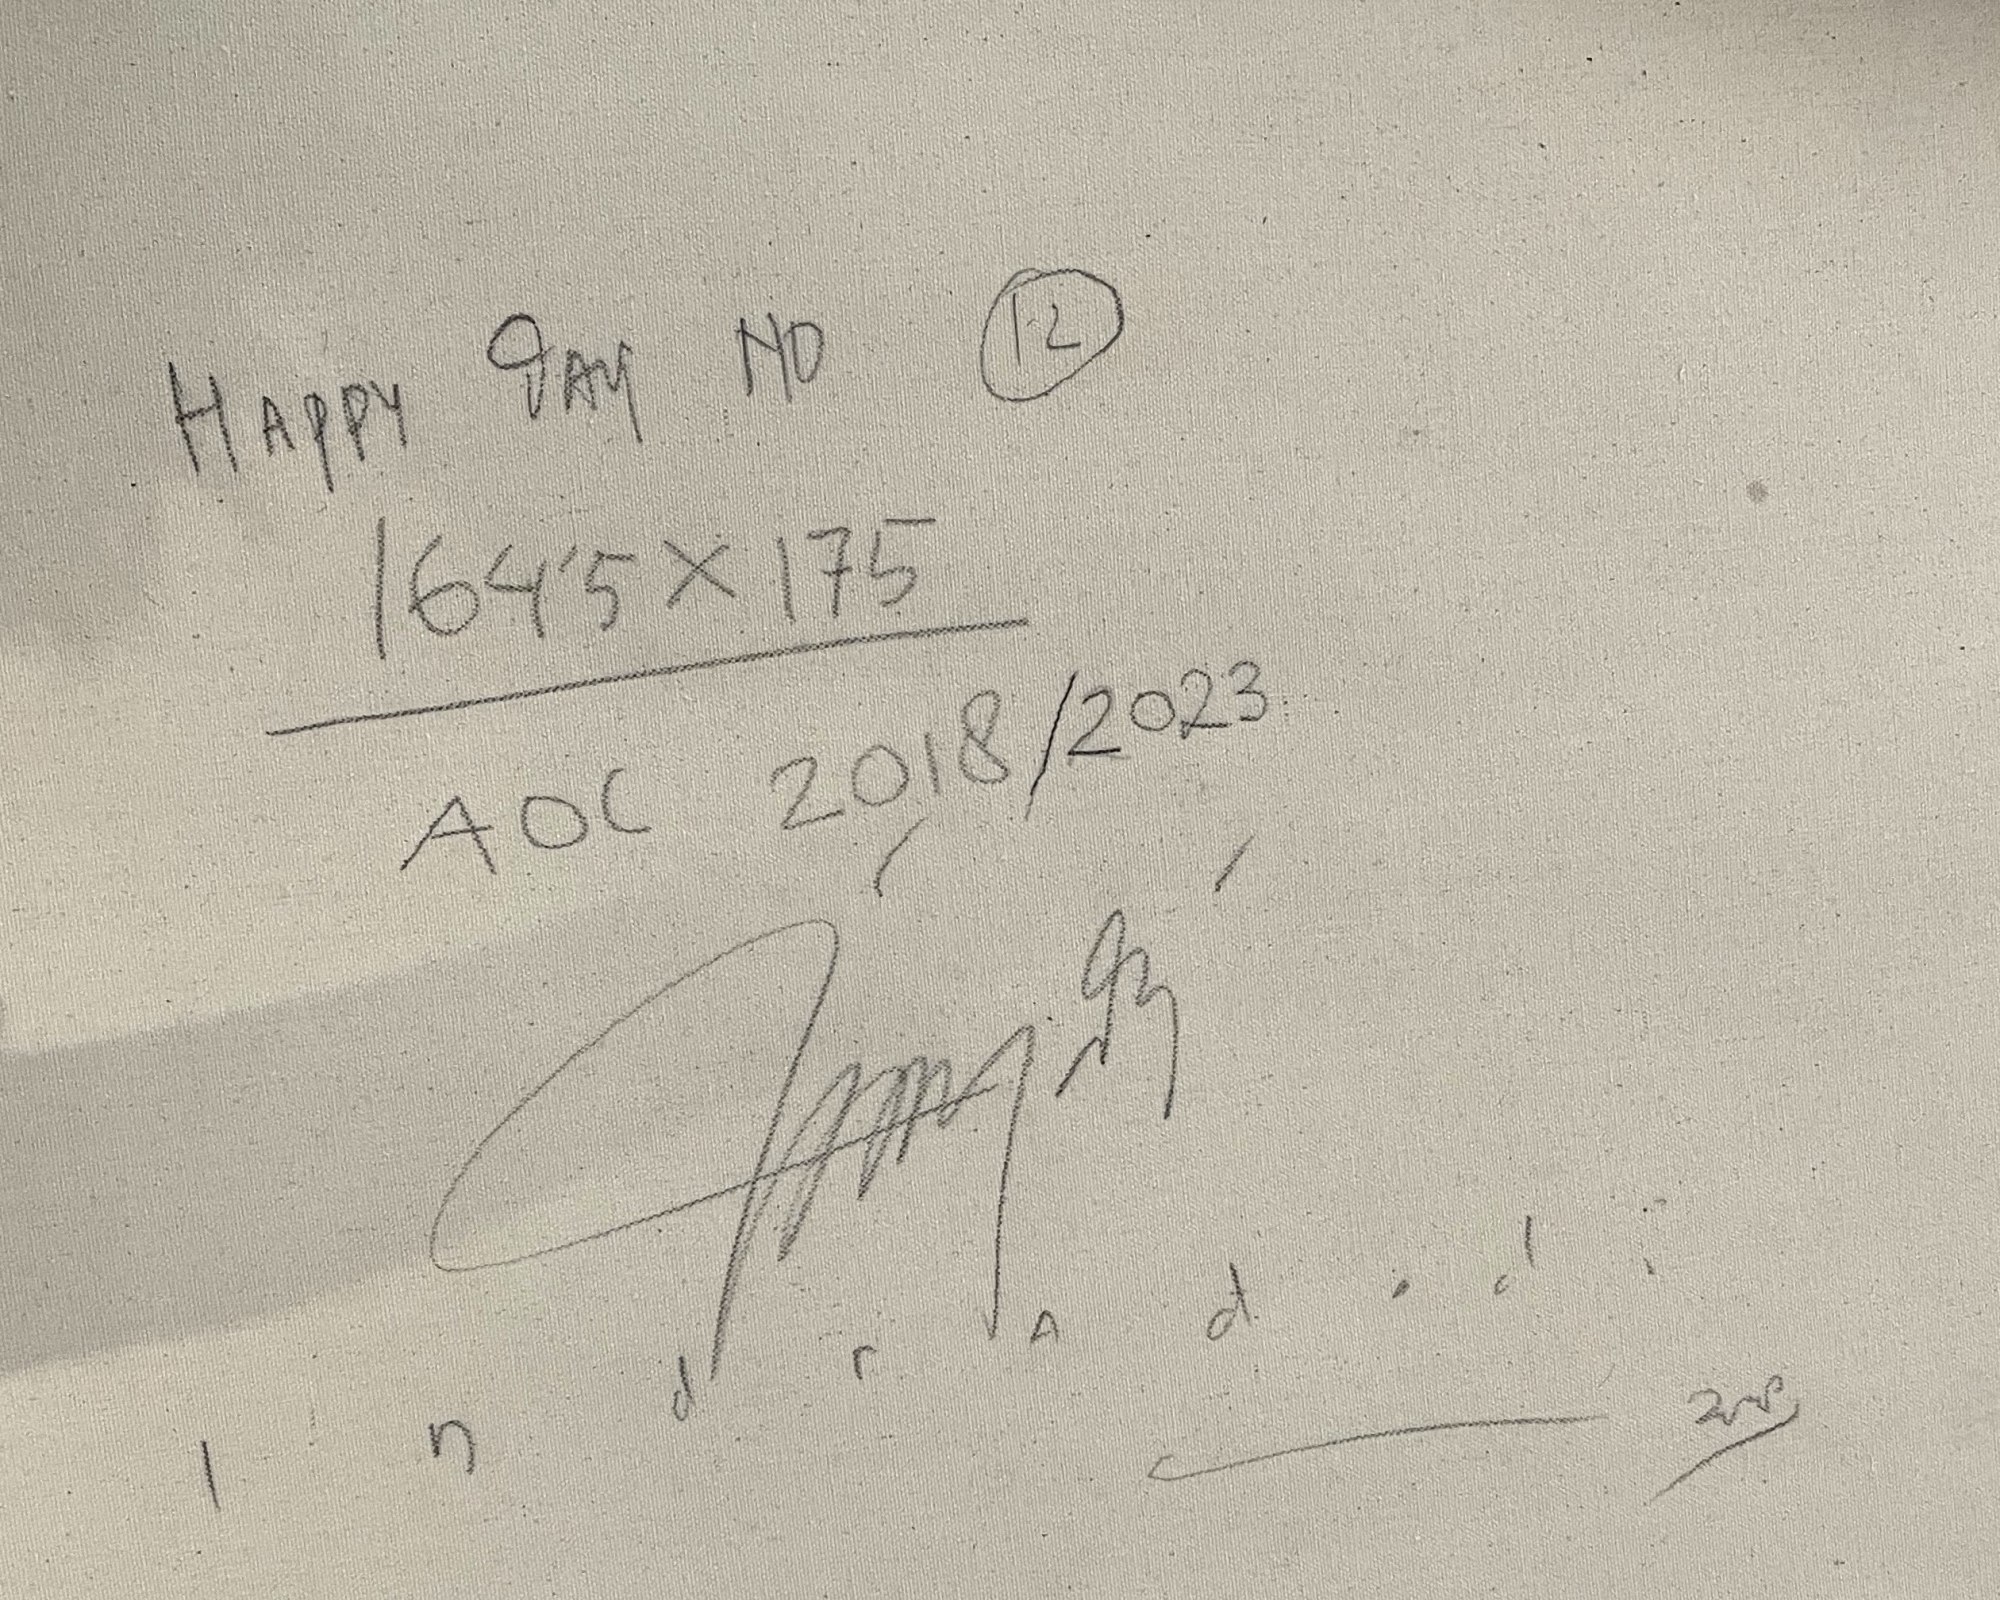 HAPPY DAY NO 12
164'5 X 175
AOC 2018/2023
I n d r A d . d .